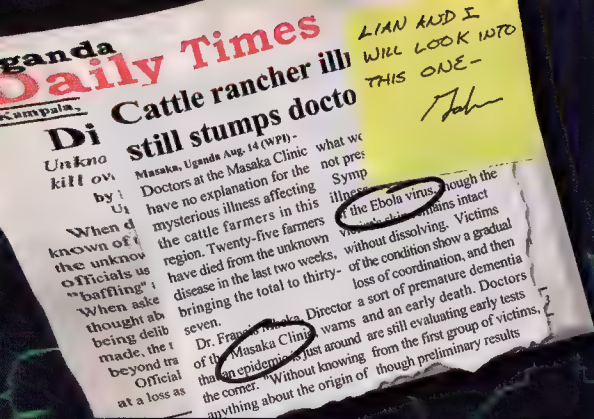 ganda
Daily Times
Kampala,
Di
Unkno
kill ov
by
When d
known of
the unknow
officials us
"baffling"
When aske
thought ab
being delib
made, the
beyond tra
Official
at a loss as
Cattle rancher ill
still stumps docto
Masaka, Uganda Aug. 14 (WPI) -
Doctors at the Masaka Clinic
have no explanation for the
mysterious illness affecting
the cattle farmers in this
region. Twenty-five farmers
have died from the unknown
disease in the last two weeks,
bringing the total to thirty-
seven.
Dr. Francis Director
of the Masaka Clinic warns
that an epidemic is just around
the corner. "Without knowing
anything about the origin of
what
not pres
Symp
illness
the Ebola virus, though the
skin remains intact
without dissolving. Victims
of the condition show a gradual
loss of coordination, and then
a sort of premature dementia
and an early death. Doctors
are still evaluating early tests
from the first group of victims,
though preliminary results
LIAN AND I
WILL LOOK INTO
THIS ONE-